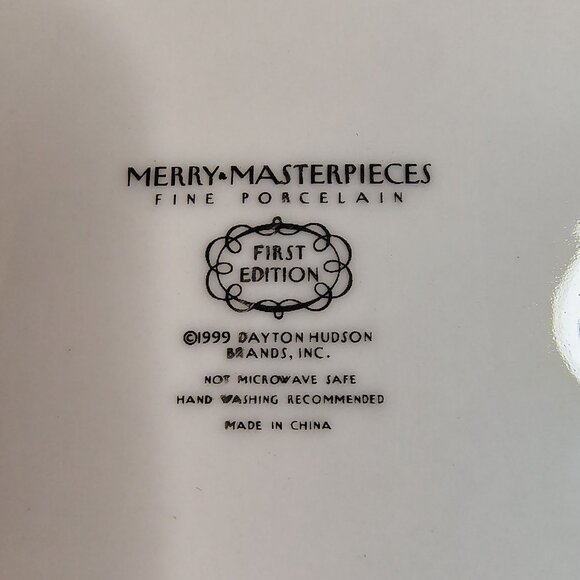 MERRY MASTERPIECES
FINE PORCELAIN
FIRST
EDITION
©1999 DAYTON HUDSON
BRANDS, INC.
NOT MICROWAVE SAFE
HAND WASHING RECOMMENDED
MADE IN CHINA